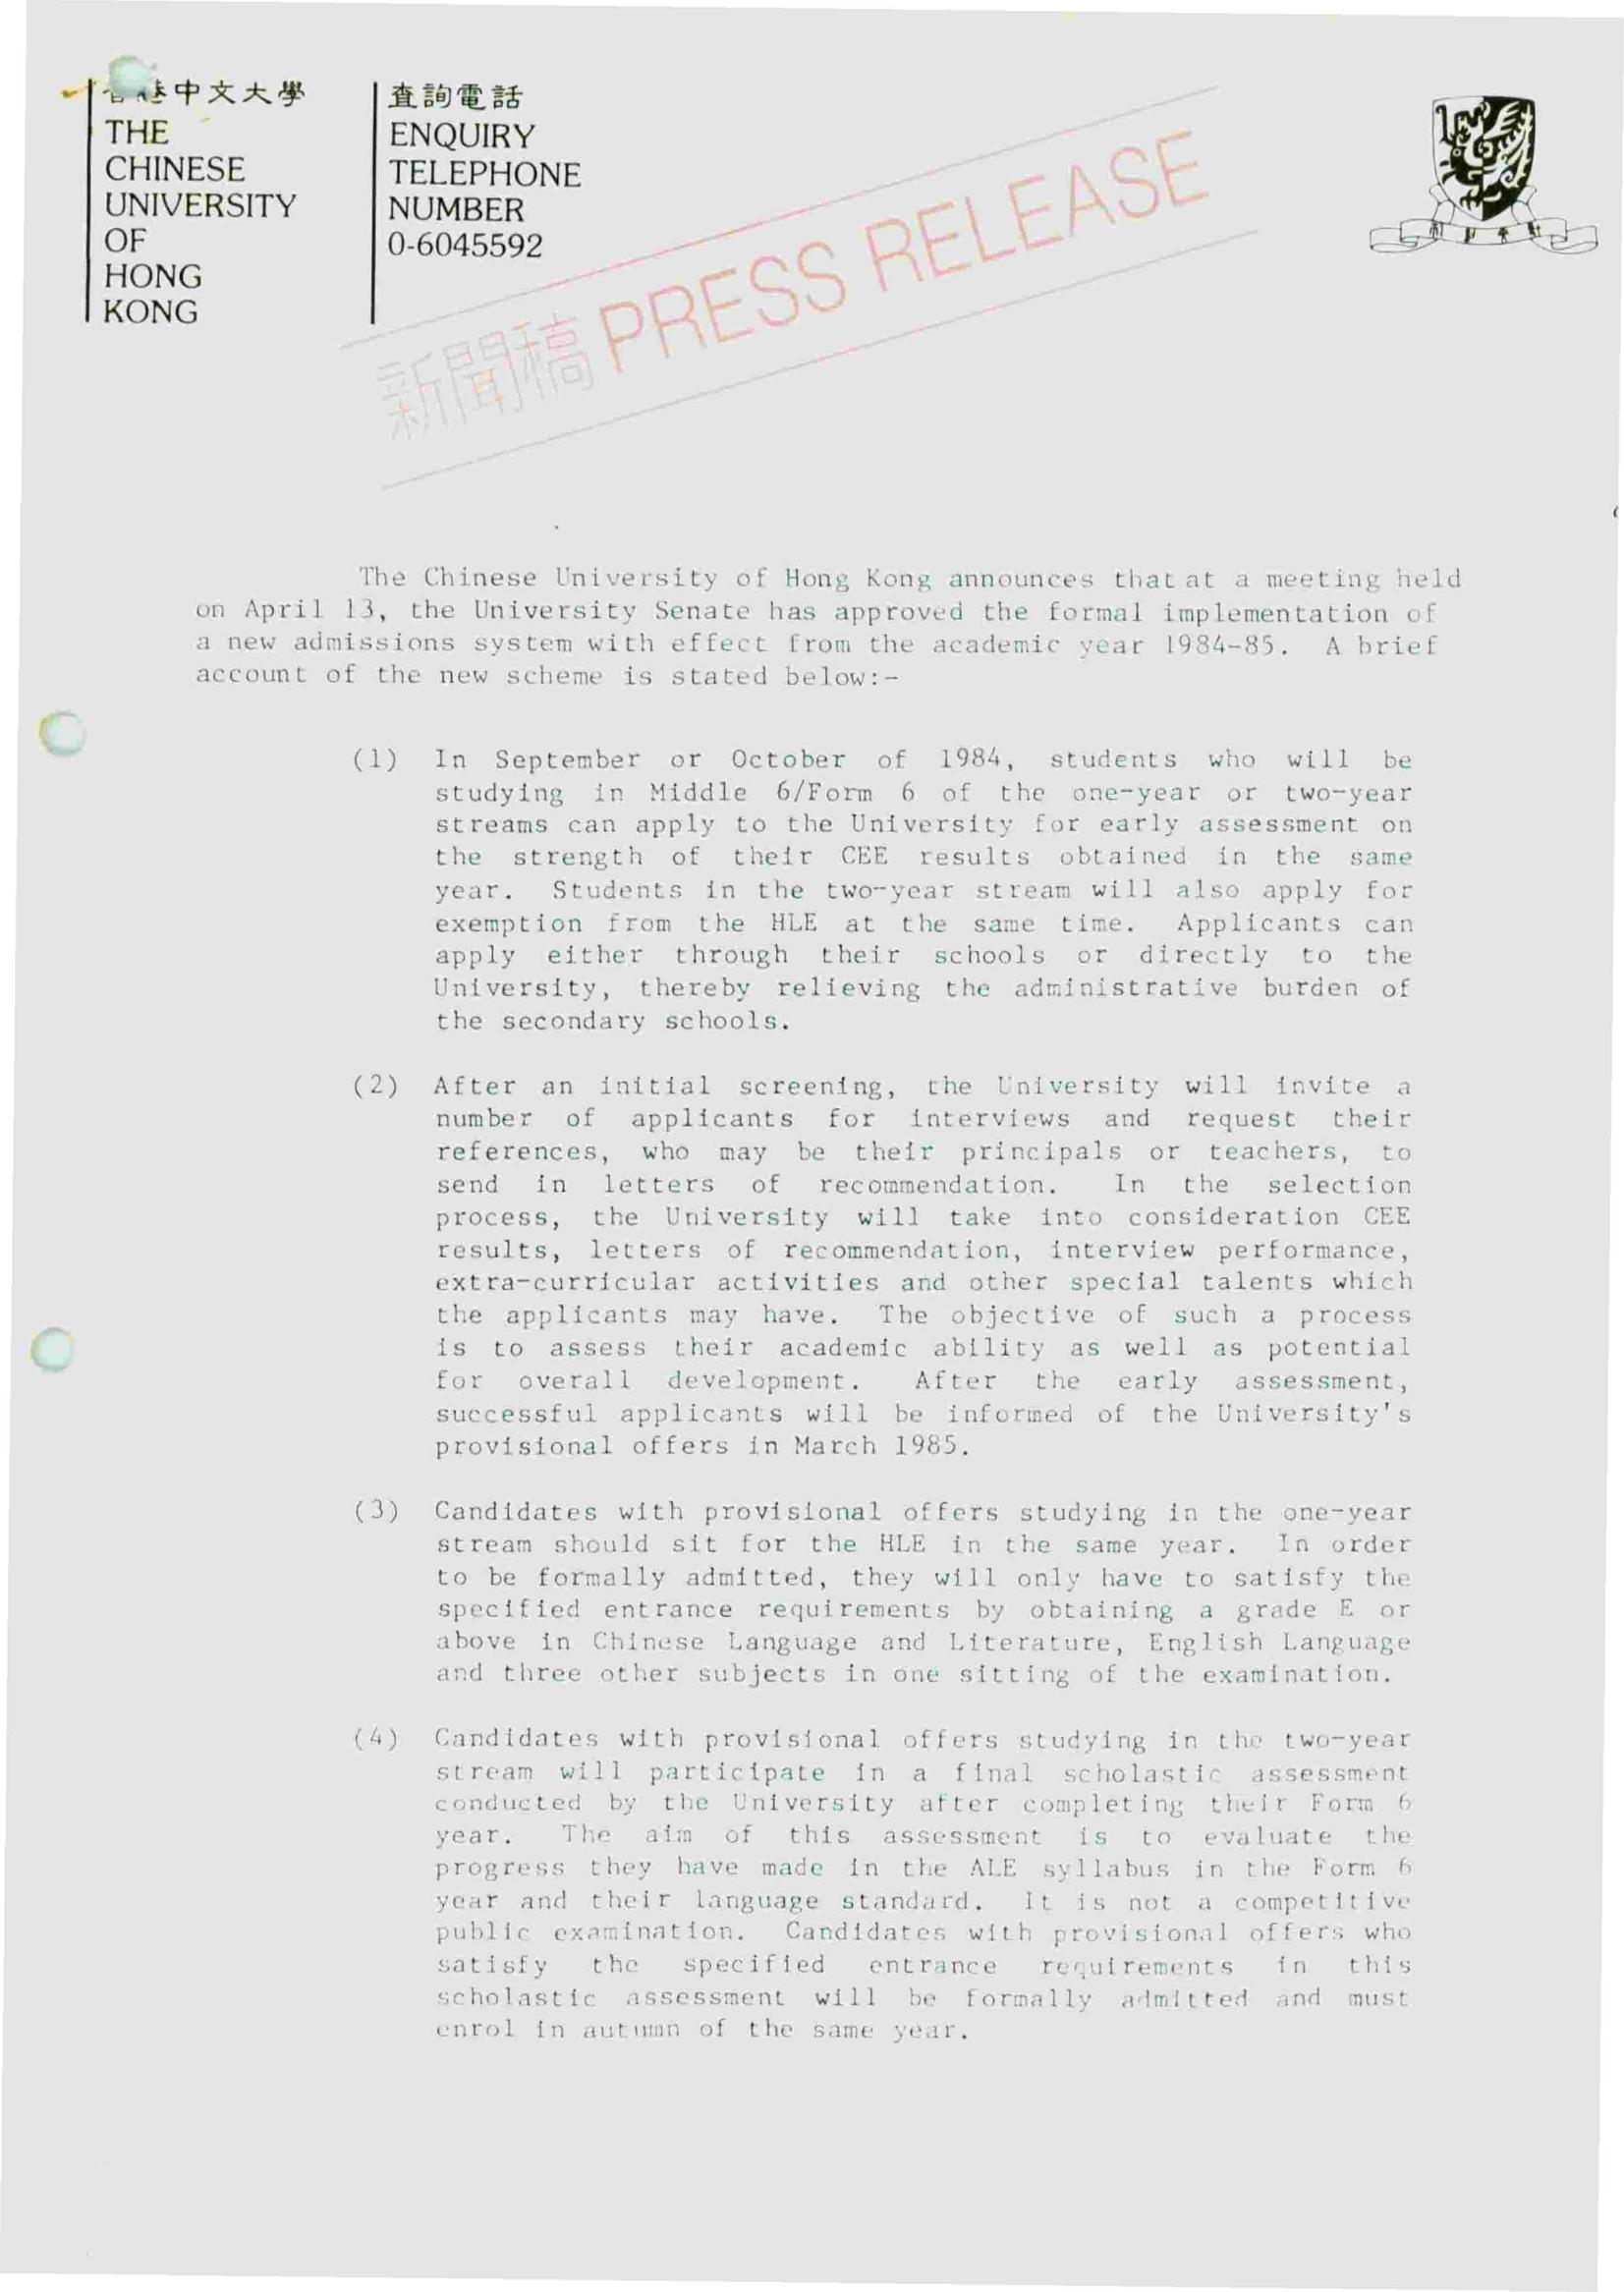 香港中文大學
THE
CHINESE
UNIVERSITY
OF
HONG
KONG
查詢電話
ENQUIRY
TELEPHONE
NUMBER
0-6045592
新聞稿 PRESS RELEASE
The Chinese University of Hong Kong announces that at a meeting held
on April 13, the University Senate has approved the formal implementation of
a new admissions system with effect from the academic year 1984-85. A brief
account of the new scheme is stated below:-
(1) In September or October of 1984, students who will be
studying in Middle 6/Form 6 of the one-year or two-year
streams can apply to the University for early assessment on
the strength of their CEE results obtained in the same
year. Students in the two-year stream will also apply for
exemption from the HLE at the same time. Applicants can
apply either through their schools or directly to the
University, thereby relieving the administrative burden of
the secondary schools.
(2) After an initial screening, the University will invite a
number of applicants for interviews and request their
references, who may be their principals or teachers, to
send in letters of recommendation. In the selection
process, the University will take into consideration CEE
results, letters of recommendation, interview performance,
extra-curricular activities and other special talents which
the applicants may have. The objective of such a process
is to assess their academic ability as well as potential
for overall development. After the early assessment,
successful applicants will be informed of the University's
provisional offers in March 1985.
(3) Candidates with provisional offers studying in the one-year
stream should sit for the HLE in the same year. In order
to be formally admitted, they will only have to satisfy the
specified entrance requirements by obtaining a grade E or
above in Chinese Language and Literature, English Language
and three other subjects in one sitting of the examination.
(4) Candidates with provisional offers studying in the two-year
stream will participate in a final scholastic assessment
conducted by the University after completing their Form 6
year. The aim of this assessment is to evaluate the
progress they have made in the ALE syllabus in the Form 6
year and their language standard. It is not a competitive
public examination. Candidates with provisional offers who
satisfy the specified entrance requirements in this
scholastic assessment will be formally admitted and must
enrol in autumn of the same year.